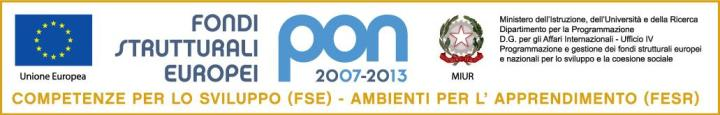 Unione Europea
FONDI
STRUTTURALI
EUROPEI
pon
2007-2013
MIUR
Ministero dell'Istruzione, dell'Università e della Ricerca
Dipartimento per la Programmazione
D.G. per gli Affari Internazionali - Ufficio IV
Programmazione e gestione dei fondi strutturali europei
e nazionali per lo sviluppo e la coesione sociale
COMPETENZE PER LO SVILUPPO (FSE) - AMBIENTI PER L' APPRENDIMENTO (FESR)